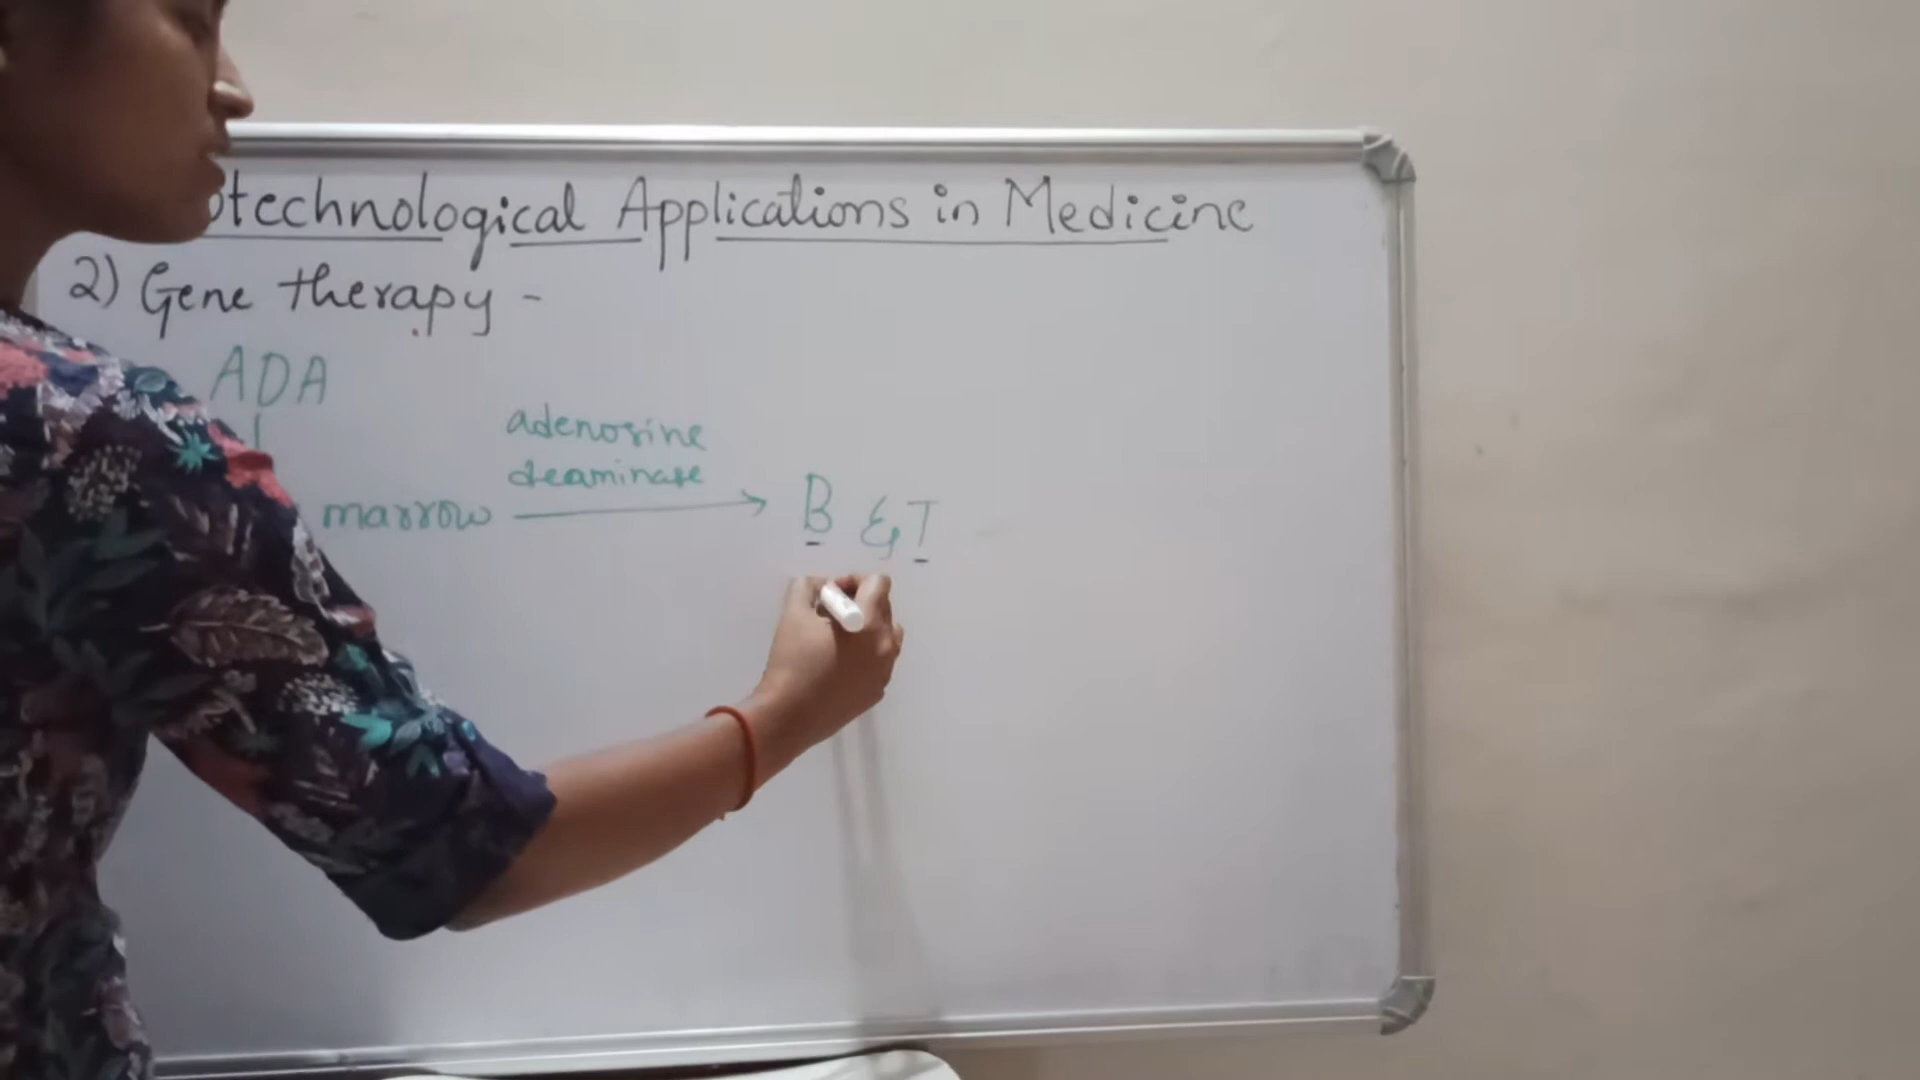 otechnological Applications in Medicine
2) Gene therapy -
ADA
adenosine
deaminase
marrow → B & T